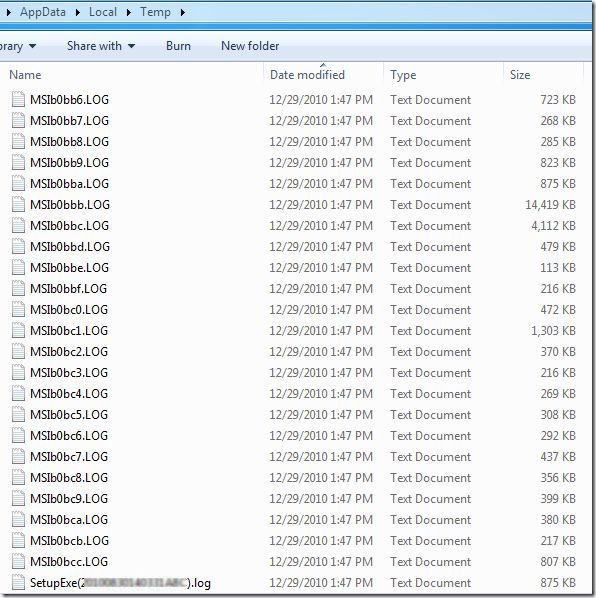 AppData Local Temp
brary Share with Burn New folder
Name Date modified Type Size
MSIb0bb6.LOG 12/29/2010 1:47 PM Text Document 723 KB
MSIb0bb7.LOG 12/29/2010 1:47 PM Text Document 268 KB
MSIb0bb8.LOG 12/29/2010 1:47 PM Text Document 285 KB
MSIb0bb9.LOG 12/29/2010 1:47 PM Text Document 823 KB
MSIb0bba.LOG 12/29/2010 1:47 PM Text Document 875 KB
MSIb0bbb.LOG 12/29/2010 1:47 PM Text Document 14,419 KB
MSIb0bbc.LOG 12/29/2010 1:47 PM Text Document 4,112 KB
MSIb0bbd.LOG 12/29/2010 1:47 PM Text Document 479 KB
MSIb0bbe.LOG 12/29/2010 1:47 PM Text Document 113 KB
MSIb0bbf.LOG 12/29/2010 1:47 PM Text Document 216 KB
MSIb0bc0.LOG 12/29/2010 1:47 PM Text Document 472 KB
MSIb0bc1.LOG 12/29/2010 1:47 PM Text Document 1,303 KB
MSIb0bc2.LOG 12/29/2010 1:47 PM Text Document 370 KB
MSIb0bc3.LOG 12/29/2010 1:47 PM Text Document 216 KB
MSIb0bc4.LOG 12/29/2010 1:47 PM Text Document 269 KB
MSIb0bc5.LOG 12/29/2010 1:47 PM Text Document 308 KB
MSIb0bc6.LOG 12/29/2010 1:47 PM Text Document 292 KB
MSIb0bc7.LOG 12/29/2010 1:47 PM Text Document 437 KB
MSIb0bc8.LOG 12/29/2010 1:47 PM Text Document 356 KB
MSIb0bc9.LOG 12/29/2010 1:47 PM Text Document 399 KB
MSIb0bca.LOG 12/29/2010 1:47 PM Text Document 380 KB
MSIb0bcb.LOG 12/29/2010 1:47 PM Text Document 217 KB
MSIb0bcc.LOG 12/29/2010 1:47 PM Text Document 807 KB
SetupExe( ).log 12/29/2010 1:47 PM Text Document 875 KB